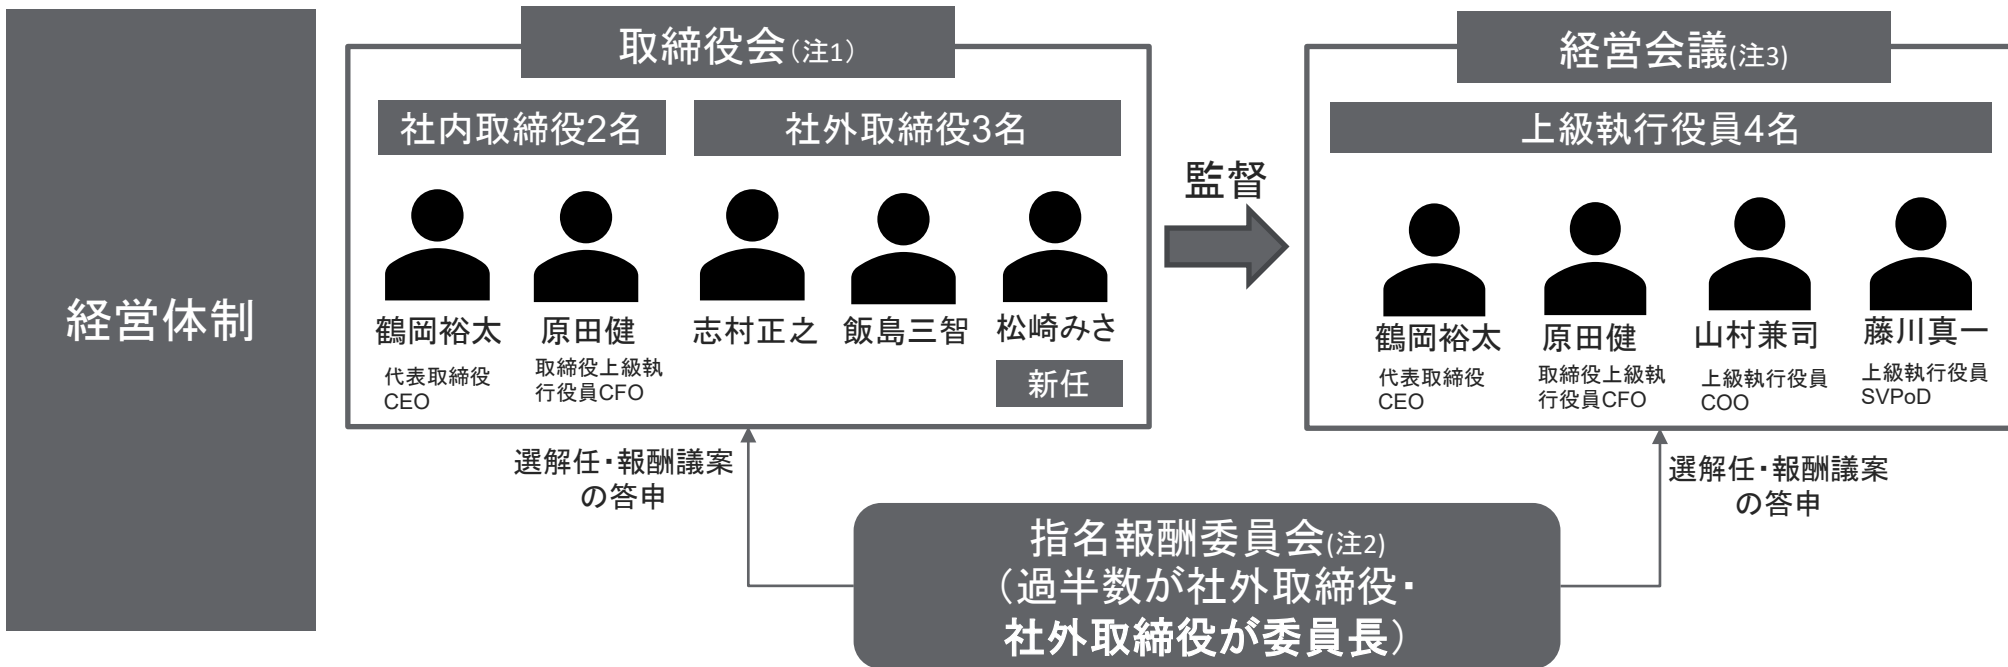 経営体制
取締役会（注1）
社内取締役2名
社外取締役3名
鶴岡裕太
代表取締役
CEO
原田健
取締役上級執
行役員CFO
志村正之
飯島三智
松崎みさ
新任
監督
経営会議(注3)
上級執行役員4名
鶴岡裕太
代表取締役
CEO
原田健
取締役上級執
行役員CFO
山村兼司
上級執行役員
COO
藤川真一
上級執行役員
SVPoD
選解任・報酬議案
の答申
選解任・報酬議案
の答申
指名報酬委員会(注2)
（過半数が社外取締役・
社外取締役が委員長）